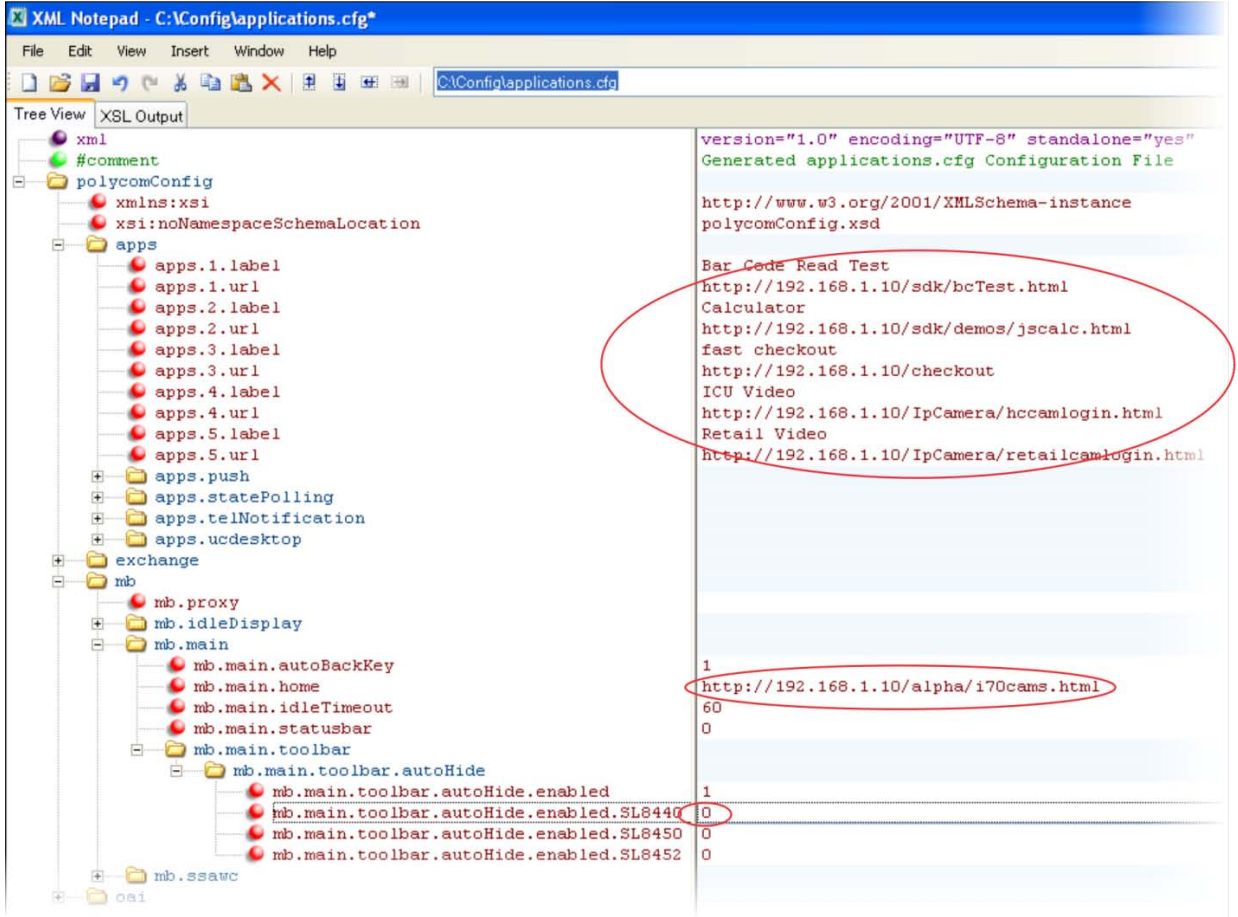 XML Notepad - C:\Config\applications.cfg*
File Edit View Insert Window Help
C:\Config\applications.cfg
Tree View XSL Output
xml version="1.0" encoding="UTF-8" standalone="yes"
#comment Generated applications.cfg Configuration File
polycomConfig
xmlns:xsi http://www.w3.org/2001/XMLSchema-instance
xsi:noNamespaceSchemaLocation polycomConfig.xsd
apps
apps.1.label Bar Code Read Test
apps.1.url http://192.168.1.10/sdk/bcTest.html
apps.2.label Calculator
apps.2.url http://192.168.1.10/sdk/demos/jscalc.html
apps.3.label fast checkout
apps.3.url http://192.168.1.10/checkout
apps.4.label ICU Video
apps.4.url http://192.168.1.10/IpCamera/hccamlogin.html
apps.5.label Retail Video
apps.5.url http://192.168.1.10/IpCamera/retailcamlogin.html
apps.push
apps.statePolling
apps.telNotification
apps.ucdesktop
exchange
mb
mb.proxy
mb.idleDisplay
mb.main
mb.main.autoBackKey 1
mb.main.home http://192.168.1.10/alpha/i70cams.html
mb.main.idleTimeout 60
mb.main.statusbar 0
mb.main.toolbar
mb.main.toolbar.autoHide
mb.main.toolbar.autoHide.enabled 1
mb.main.toolbar.autoHide.enabled.SL8440 0
mb.main.toolbar.autoHide.enabled.SL8450 0
mb.main.toolbar.autoHide.enabled.SL8452 0
mb.ssawc
oai